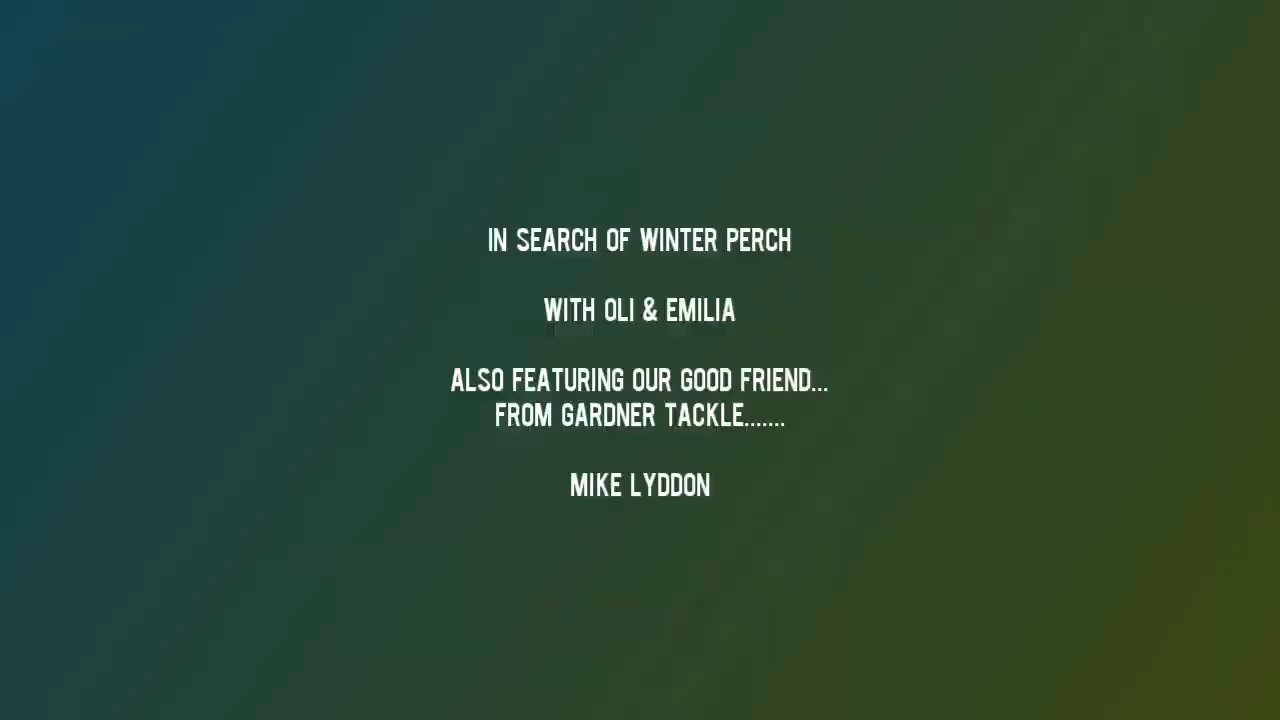 IN SEARCH OF WINTER PERCH
WITH OLI & EMILIA
ALSO FEATURING OUR GOOD FRIEND...
FROM GARDNER TACKLE.......
MIKE LYDDON